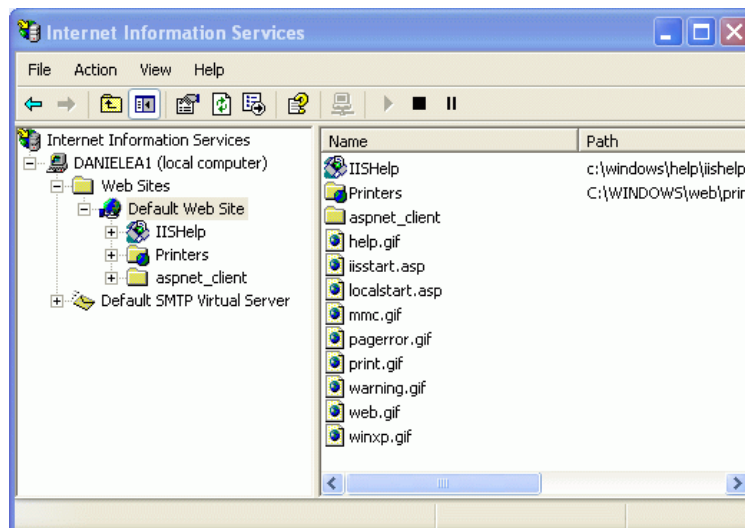 Internet Information Services
File Action View Help
Internet Information Services
DANIELEA1 (local computer)
Web Sites
Default Web Site
IISHelp
Printers
aspnet_client
Default SMTP Virtual Server
Name Path
IISHelp c:\windows\help\iishelp
Printers C:\WINDOWS\web\prin
aspnet_client
help.gif
iisstart.asp
localstart.asp
mmc.gif
pagerror.gif
print.gif
warning.gif
web.gif
winxp.gif